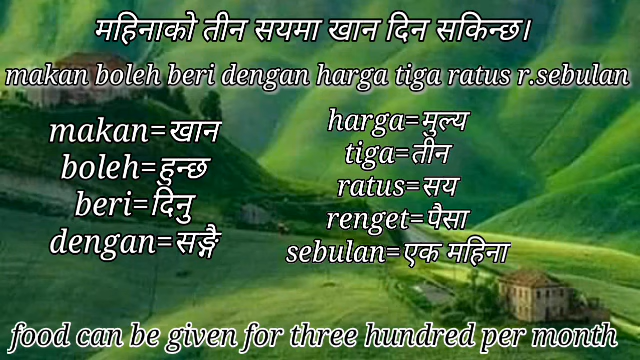 महिनाको तीन सयमा खान दिन सकिन्छ।
makan boleh beri dengan harga tiga ratus r.sebulan
makan=खान
boleh=हुन्छ
beri=दिनु
dengan=सङ्गै
harga=मुल्य
tiga=तीन
ratus=सय
renget=पैसा
sebulan=एक महिना
food can be given for three hundred per month